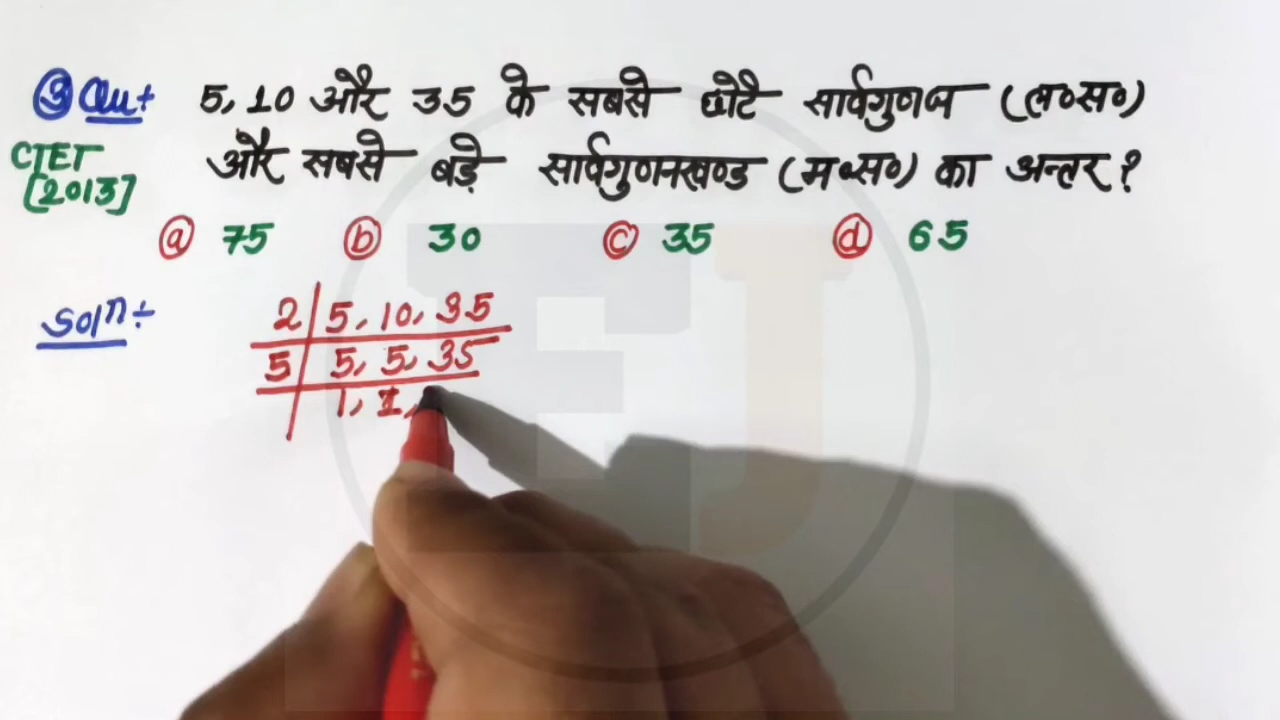 ③ Qu÷ 5, 10 और 35 के सबसे छोटे सार्वगुणज (ल०स०)
CTET [2013] और सबसे बड़े सार्वगुणनखण्ड (म०स०) का अन्तर ?
ⓐ 75 ⓑ 30 ⓒ 35 ⓓ 65
Solⁿ÷ 2 | 5, 10, 35
5 | 5, 5, 35
| 1, 1,